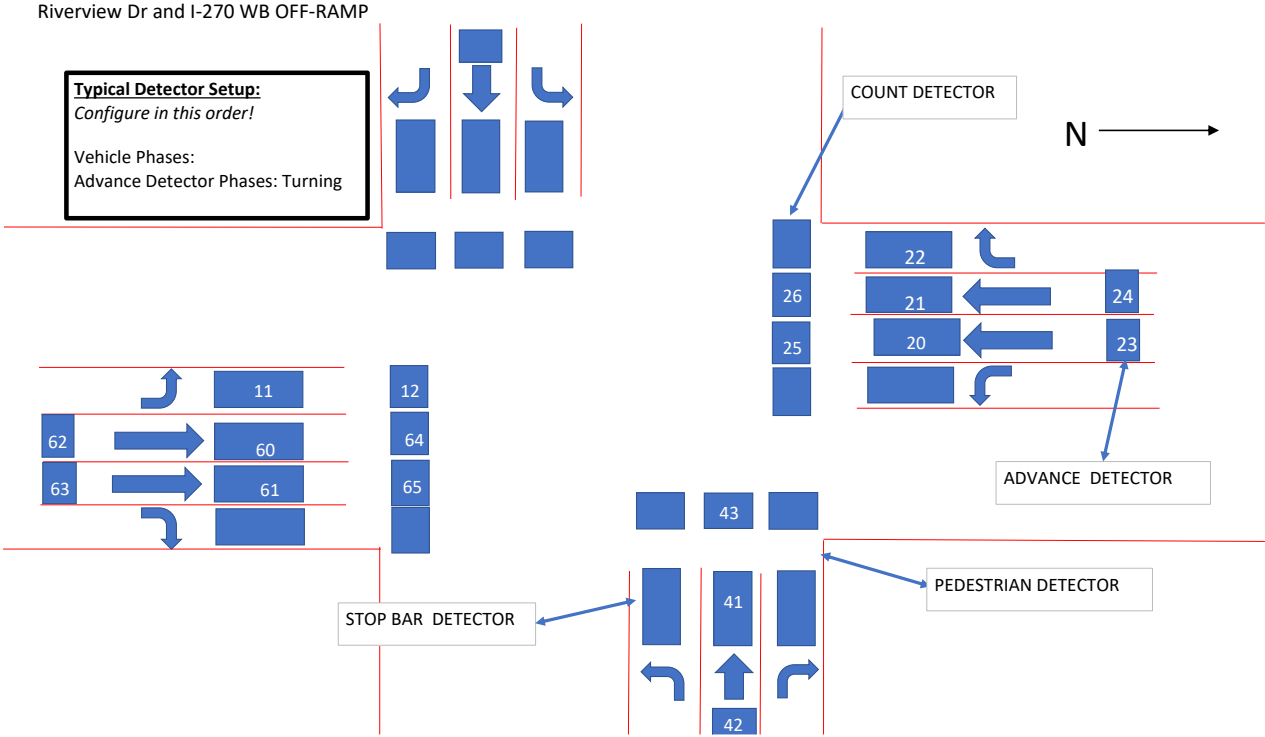 Riverview Dr and I-270 WB OFF-RAMP
Typical Detector Setup:
Configure in this order!
Vehicle Phases:
Advance Detector Phases: Turning
COUNT DETECTOR
N
22
26
21
24
25
20
23
11
12
62
60
64
63
61
65
ADVANCE DETECTOR
43
PEDESTRIAN DETECTOR
41
STOP BAR DETECTOR
42